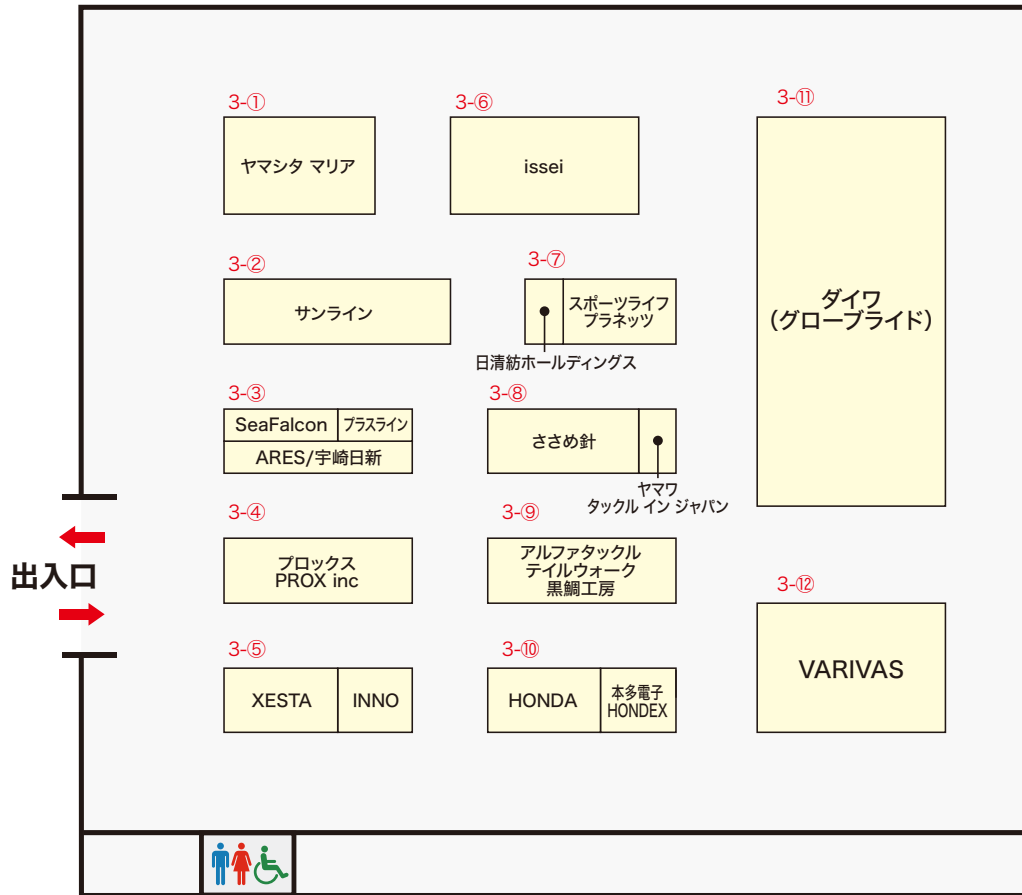 3-①
ヤマシタ マリア
3-⑥
issei
3-⑪
ダイワ
(グローブライド)
3-②
サンライン
3-⑦
スポーツライフ
プラネッツ
日清紡ホールディングス
3-③
SeaFalcon
プラスライン
ARES/宇崎日新
3-⑧
ささめ針
ヤマワ
タックル イン ジャパン
出入口
3-④
プロックス
PROX inc
3-⑨
アルファタックル
テイルウォーク
黒鯛工房
3-⑫
VARIVAS
3-⑤
XESTA
INNO
3-⑩
HONDA
本多電子
HONDEX